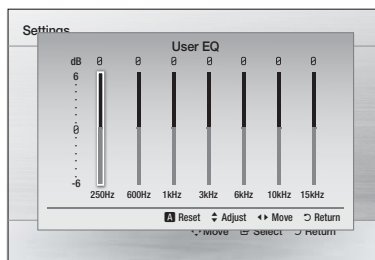 Settings
User EQ
dB 0 0 0 0 0 0 0
6
0
-6
250Hz 600Hz 1kHz 3kHz 6kHz 10kHz 15kHz
A Reset Adjust Move Return
Move Select Return